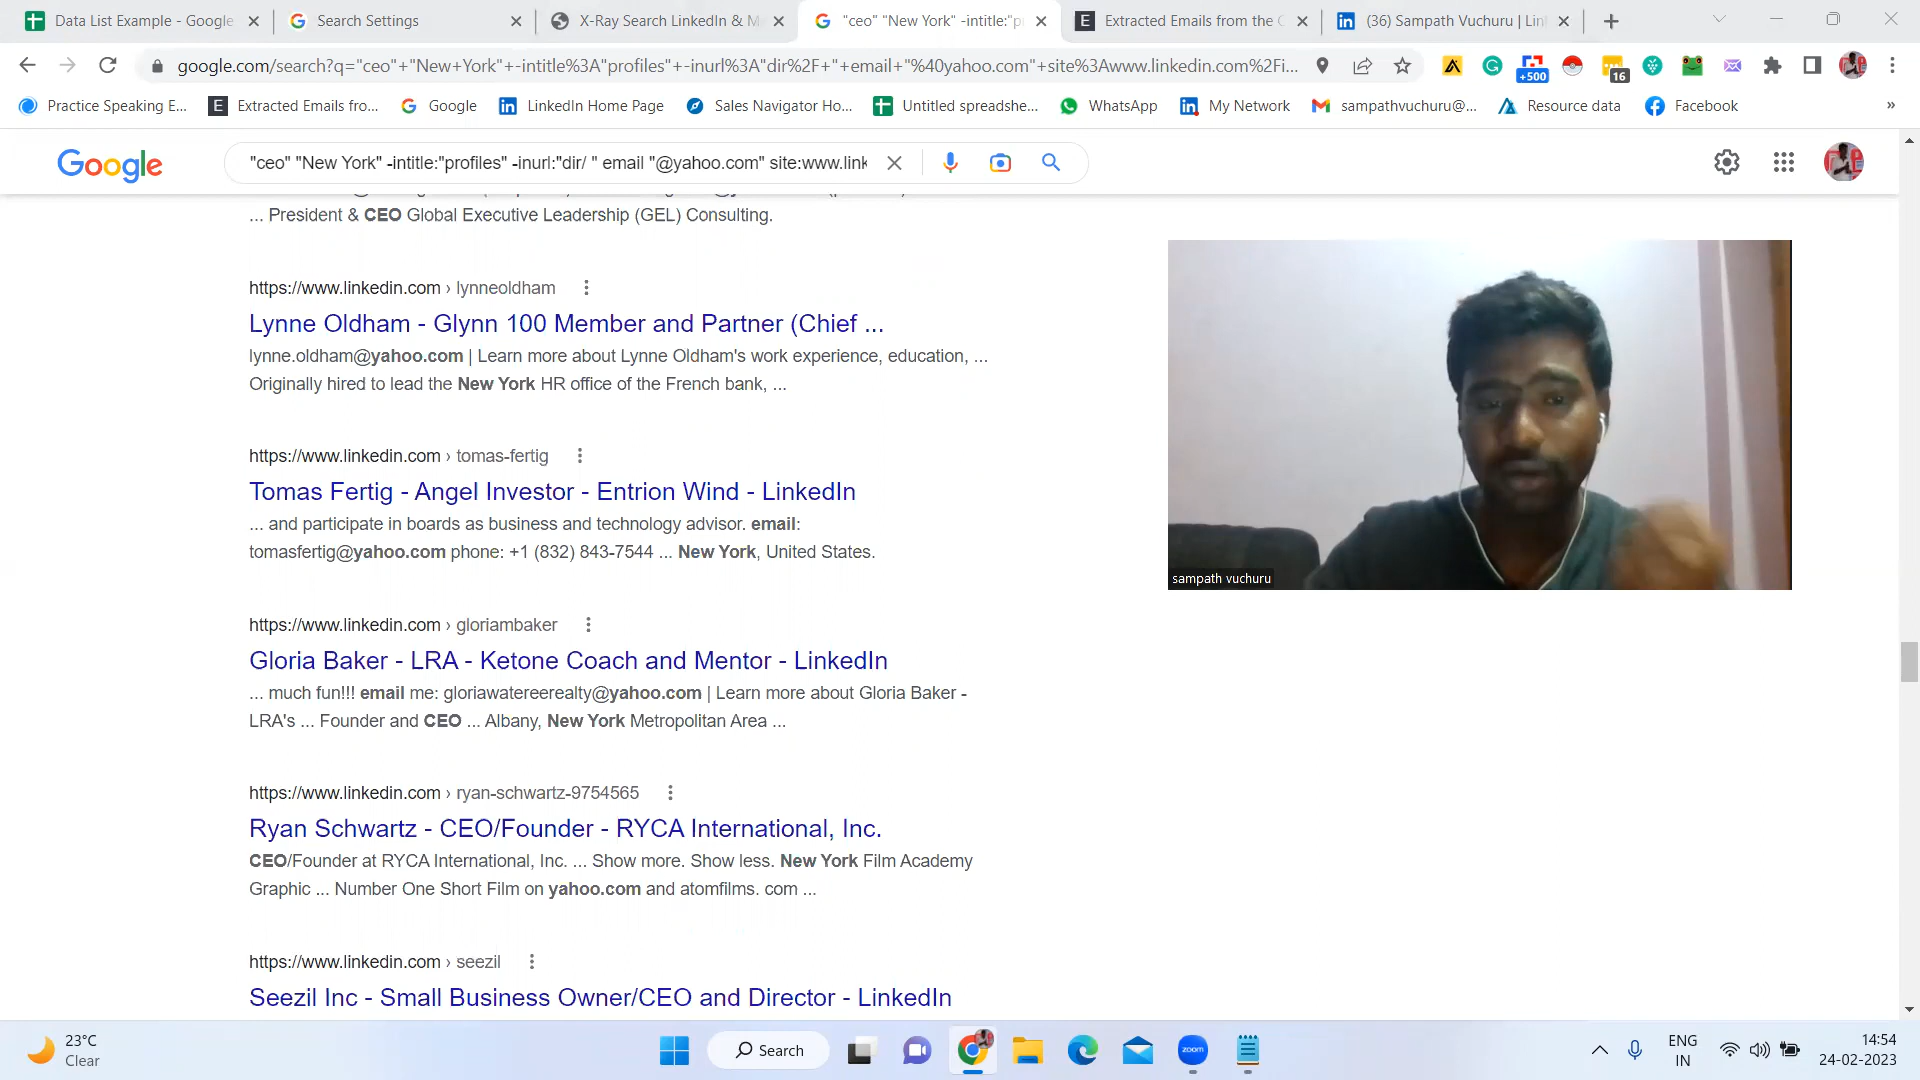 Data List Example - Google
Search Settings
X-Ray Search LinkedIn & M
"ceo" "New York" -intitle:"pr
Extracted Emails from the
(36) Sampath Vuchuru | Lin
google.com/search?q="ceo"+"New+York"+-intitle%3A"profiles"+-inurl%3A"dir%2F+"+email+"%40yahoo.com"+site%3Awww.linkedin.com%2Fi...
+500
16
Practice Speaking E...
Extracted Emails fro...
Google
LinkedIn Home Page
Sales Navigator Ho...
Untitled spreadshe...
WhatsApp
My Network
sampathvuchuru@...
Resource data
Facebook
»
Google
"ceo" "New York" -intitle:"profiles" -inurl:"dir/ " email "@yahoo.com" site:www.link
... President & CEO Global Executive Leadership (GEL) Consulting.
https://www.linkedin.com › lynneoldham
Lynne Oldham - Glynn 100 Member and Partner (Chief ...
lynne.oldham@yahoo.com | Learn more about Lynne Oldham's work experience, education, ...
Originally hired to lead the New York HR office of the French bank, ...
https://www.linkedin.com › tomas-fertig
Tomas Fertig - Angel Investor - Entrion Wind - LinkedIn
... and participate in boards as business and technology advisor. email:
tomasfertig@yahoo.com phone: +1 (832) 843-7544 ... New York, United States.
sampath vuchuru
https://www.linkedin.com › gloriambaker
Gloria Baker - LRA - Ketone Coach and Mentor - LinkedIn
... much fun!!! email me: gloriawatereerealty@yahoo.com | Learn more about Gloria Baker -
LRA's ... Founder and CEO ... Albany, New York Metropolitan Area ...
https://www.linkedin.com › ryan-schwartz-9754565
Ryan Schwartz - CEO/Founder - RYCA International, Inc.
CEO/Founder at RYCA International, Inc. ... Show more. Show less. New York Film Academy
Graphic ... Number One Short Film on yahoo.com and atomfilms. com ...
https://www.linkedin.com › seezil
Seezil Inc - Small Business Owner/CEO and Director - LinkedIn
23°C
Clear
Search
zoom
ENG
IN
14:54
24-02-2023